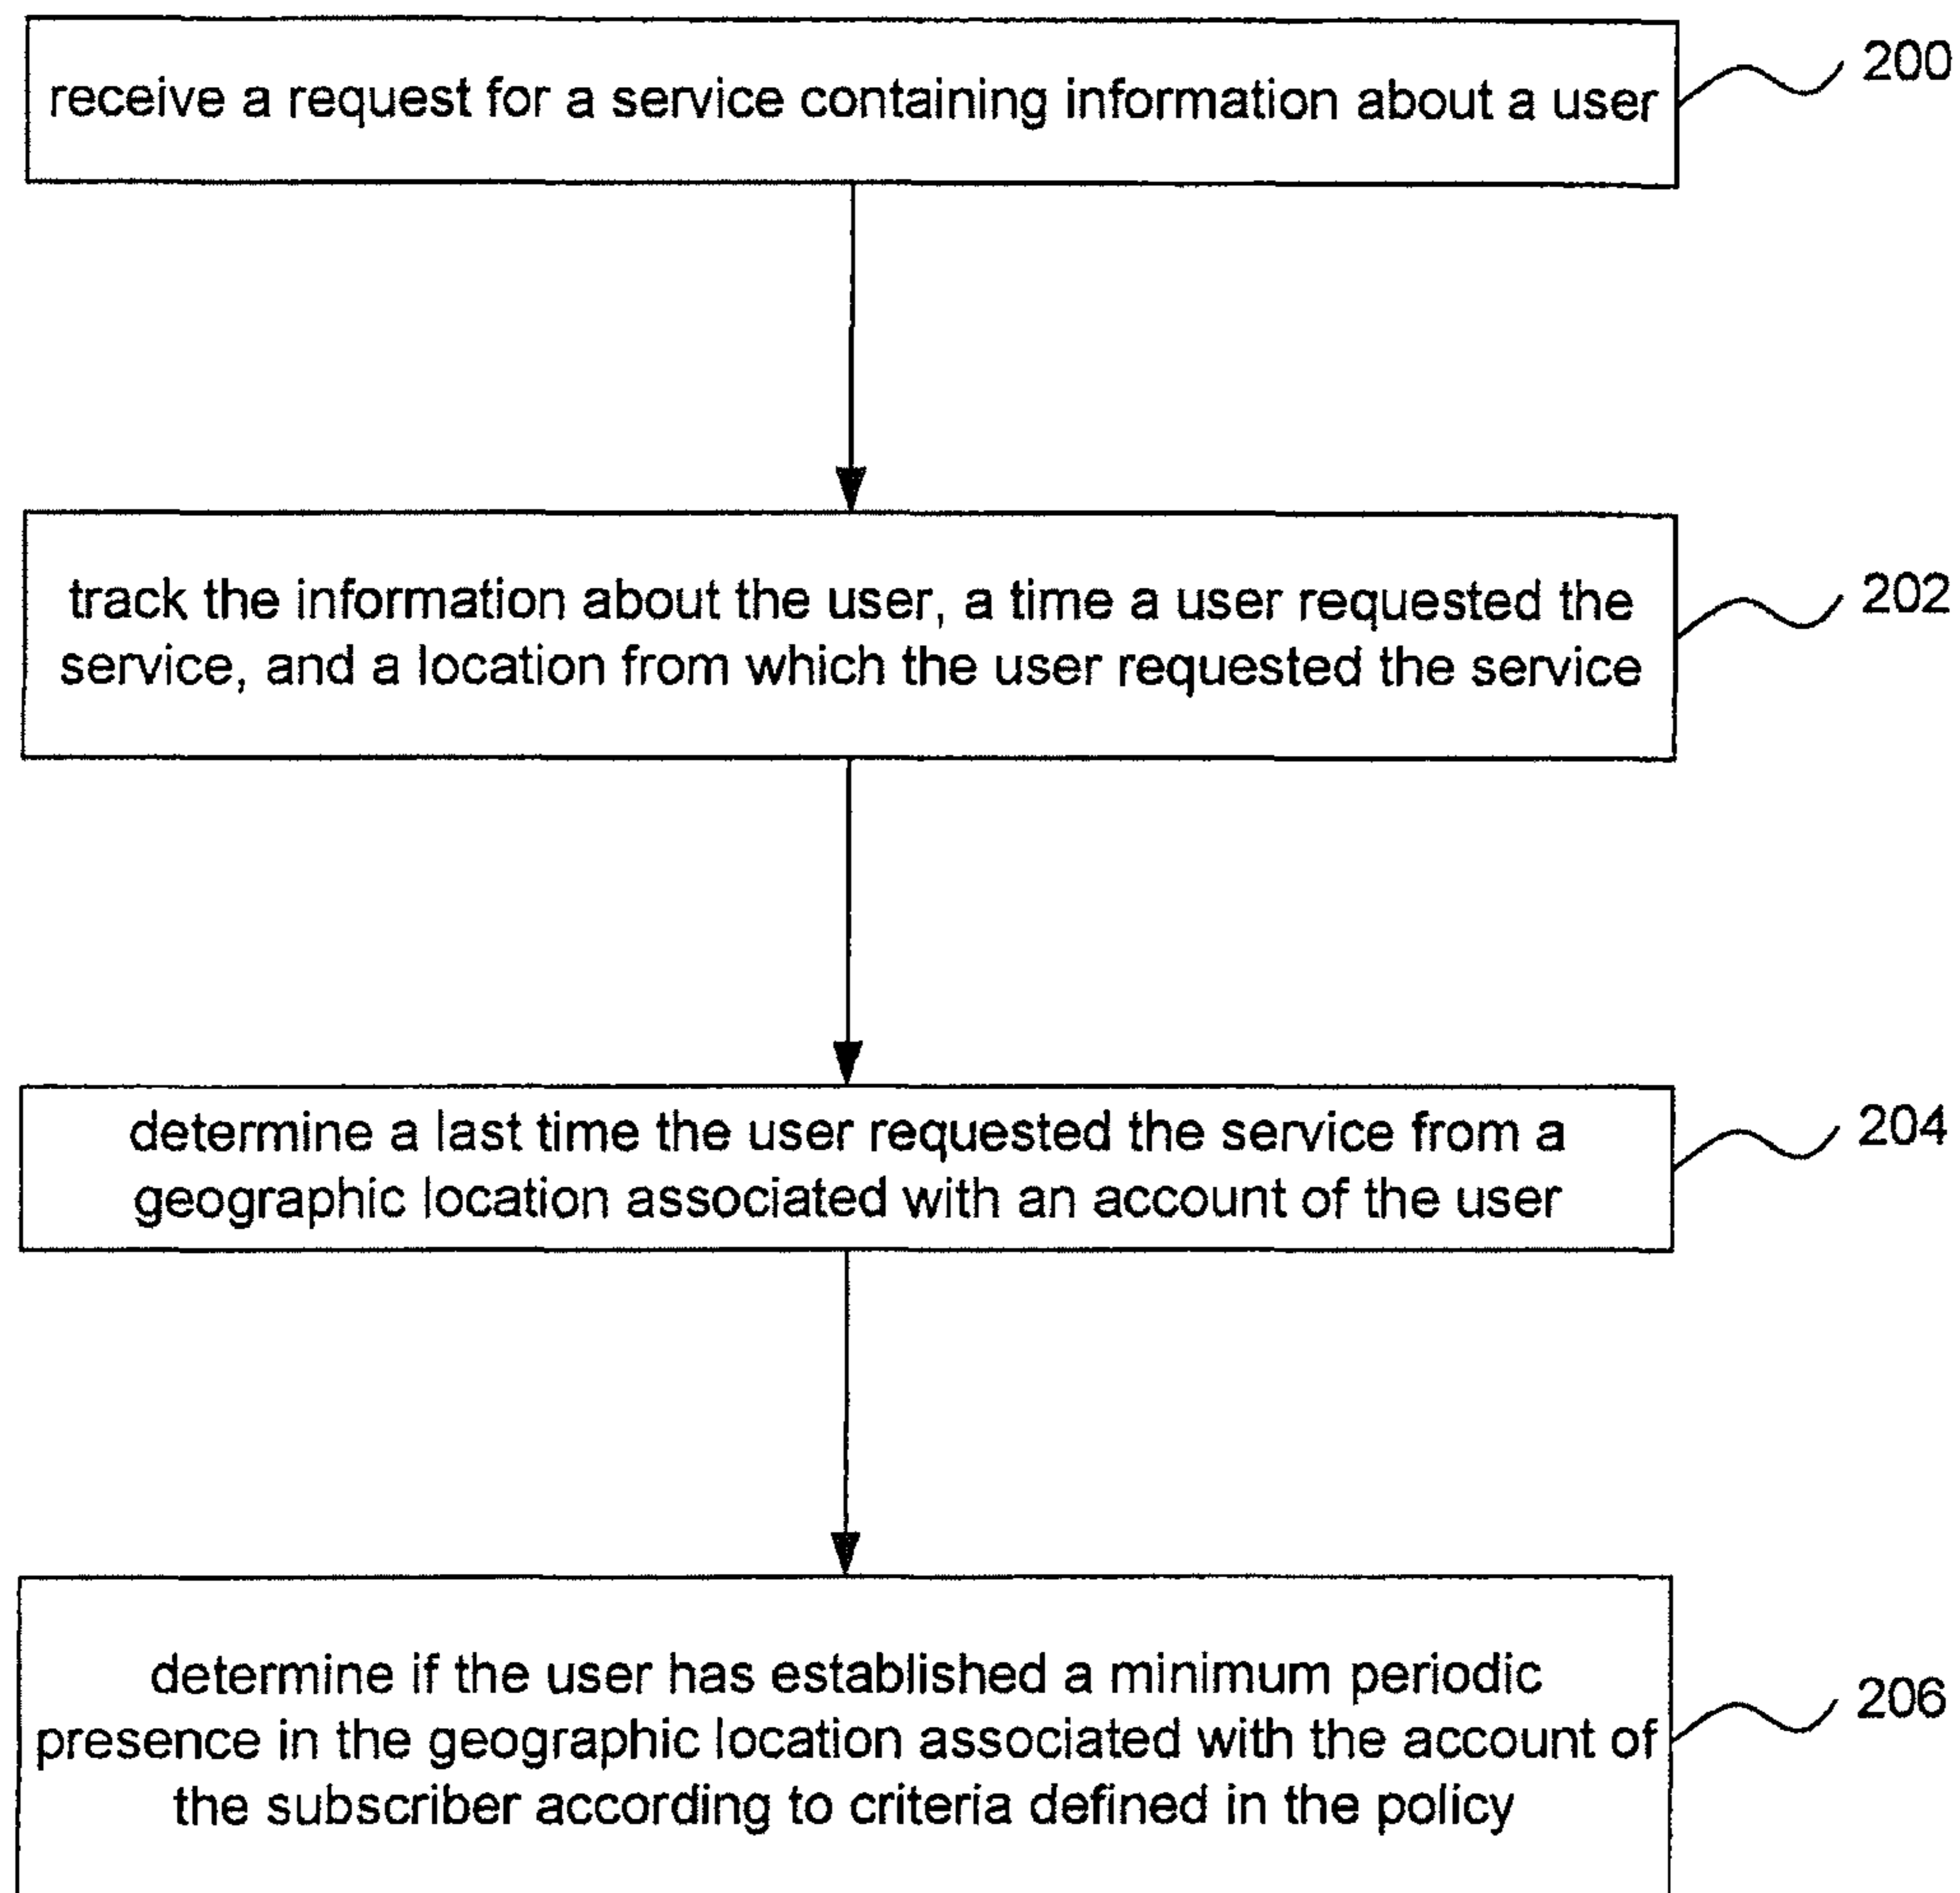 receive a request for a service containing information about a user
200
track the information about the user, a time a user requested the
service, and a location from which the user requested the service
202
determine a last time the user requested the service from a
geographic location associated with an account of the user
204
determine if the user has established a minimum periodic
presence in the geographic location associated with the account of
the subscriber according to criteria defined in the policy
206